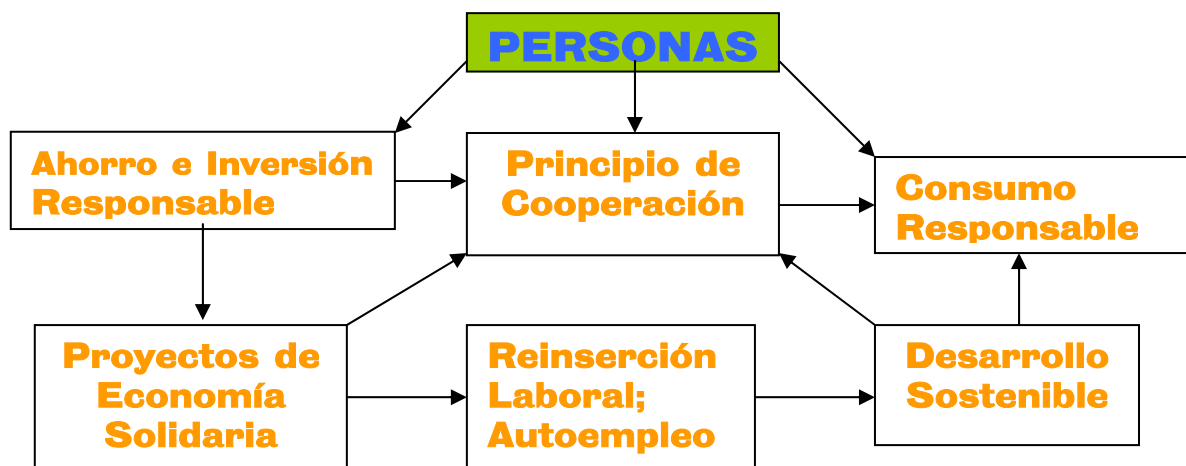 PERSONAS
Ahorro e Inversión
Responsable
Principio de
Cooperación
Consumo
Responsable
Proyectos de
Economía
Solidaria
Reinserción
Laboral;
Autoempleo
Desarrollo
Sostenible